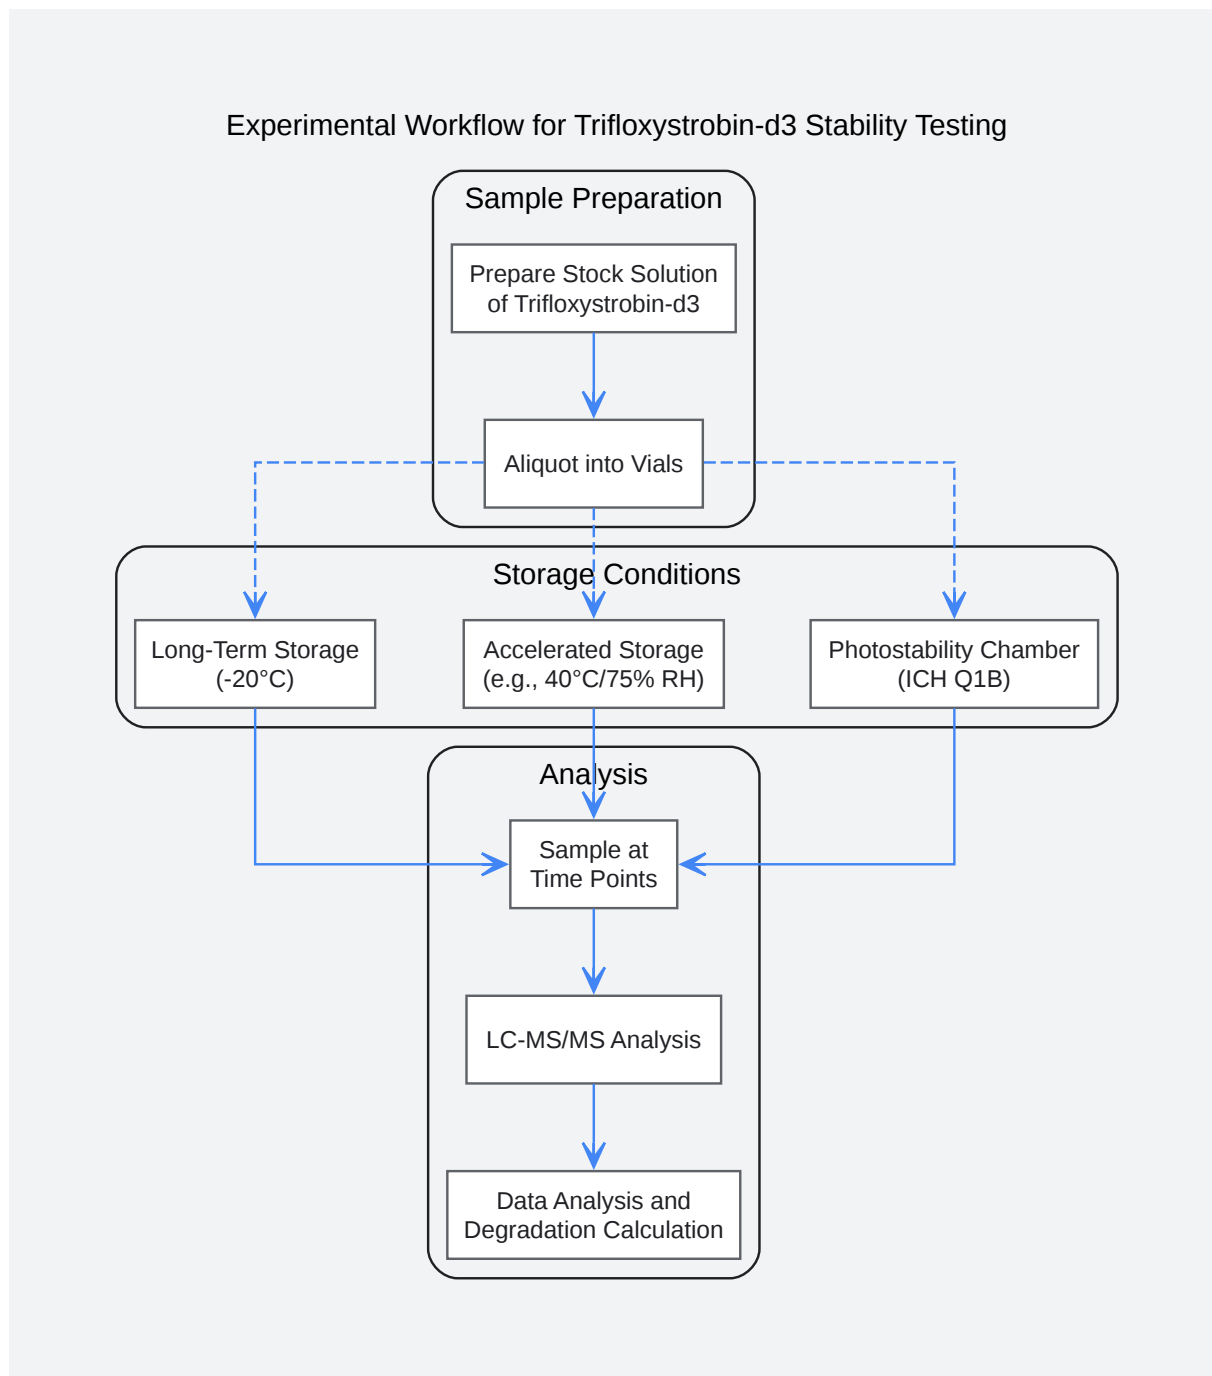 Experimental Workflow for Trifloxystrobin-d3 Stability Testing
Sample Preparation
Prepare Stock Solution
of Trifloxystrobin-d3
Aliquot into Vials
Storage Conditions
Long-Term Storage
(-20°C)
Accelerated Storage
(e.g., 40°C/75% RH)
Photostability Chamber
(ICH Q1B)
Analysis
Sample at
Time Points
LC-MS/MS Analysis
Data Analysis and
Degradation Calculation